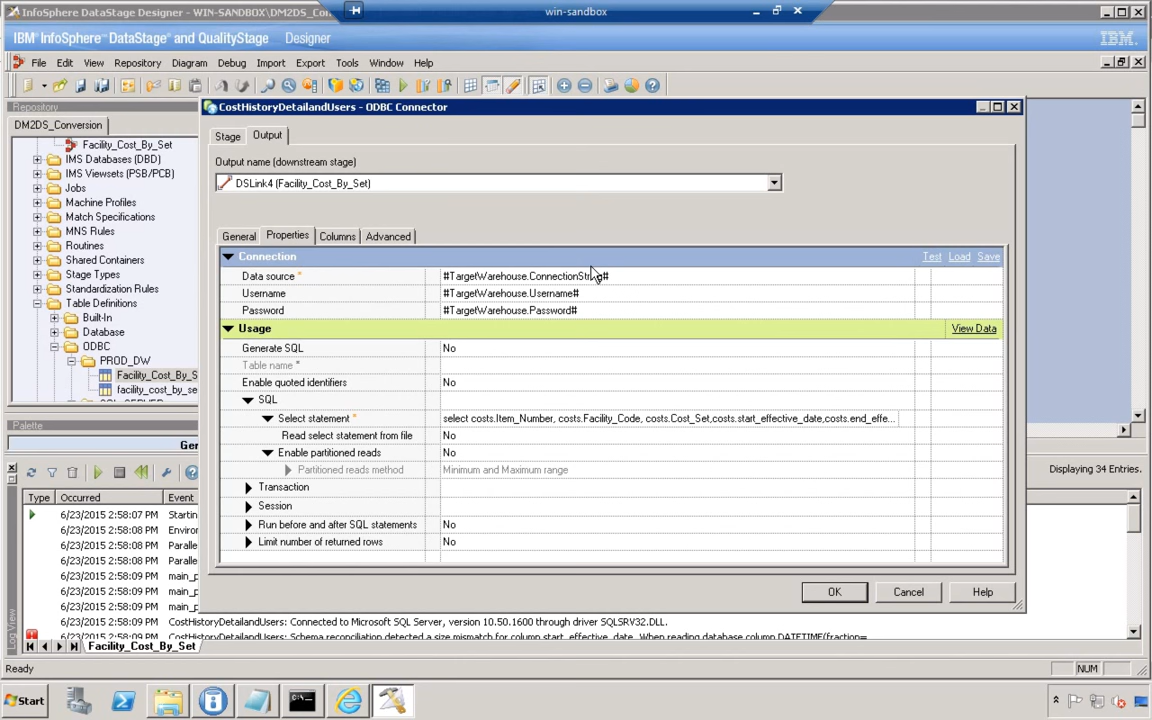 InfoSphere DataStage Designer - WIN-SANDBOX\DM2DS_Con
win-sandbox
IBM® InfoSphere™ DataStage® and QualityStage® Designer
IBM.
File Edit View Repository Diagram Debug Import Export Tools Window Help
Repository
DM2DS_Conversion
Facility_Cost_By_Set
IMS Databases (DBD)
IMS Viewsets (PSB/PCB)
Jobs
Machine Profiles
Match Specifications
MNS Rules
Routines
Shared Containers
Stage Types
Standardization Rules
Table Definitions
Built-In
Database
ODBC
PROD_DW
Facility_Cost_By_S
facility_cost_by_se
Palette
Ger
CostHistoryDetailandUsers - ODBC Connector
Stage Output
Output name (downstream stage)
DSLink4 (Facility_Cost_By_Set)
General Properties Columns Advanced
Connection Test Load Save
Data source * #TargetWarehouse.ConnectionString#
Username #TargetWarehouse.Username#
Password #TargetWarehouse.Password#
Usage View Data
Generate SQL No
Table name *
Enable quoted identifiers No
SQL
Select statement * select costs.Item_Number, costs.Facility_Code, costs.Cost_Set,costs.start_effective_date,costs.end_effe...
Read select statement from file No
Enable partitioned reads No
Partitioned reads method Minimum and Maximum range
Transaction
Session
Run before and after SQL statements No
Limit number of returned rows No
OK Cancel Help
Displaying 34 Entries.
Log View
Type Occurred Event
6/23/2015 2:58:07 PM Startin
6/23/2015 2:58:08 PM Enviror
6/23/2015 2:58:08 PM Paralle
6/23/2015 2:58:08 PM Paralle
6/23/2015 2:58:09 PM main_p
6/23/2015 2:58:09 PM main_p
6/23/2015 2:58:09 PM main_p
6/23/2015 2:58:09 PM CostHistoryDetailandUsers: Connected to Microsoft SQL Server, version 10.50.1600 through driver SQLSRV32.DLL.
6/23/2015 2:58:09 PM CostHistoryDetailandUsers: Schema reconciliation detected a size mismatch for column start_effective_date. When reading database column DATETIME(fraction=
Facility_Cost_By_Set
Ready NUM
Start